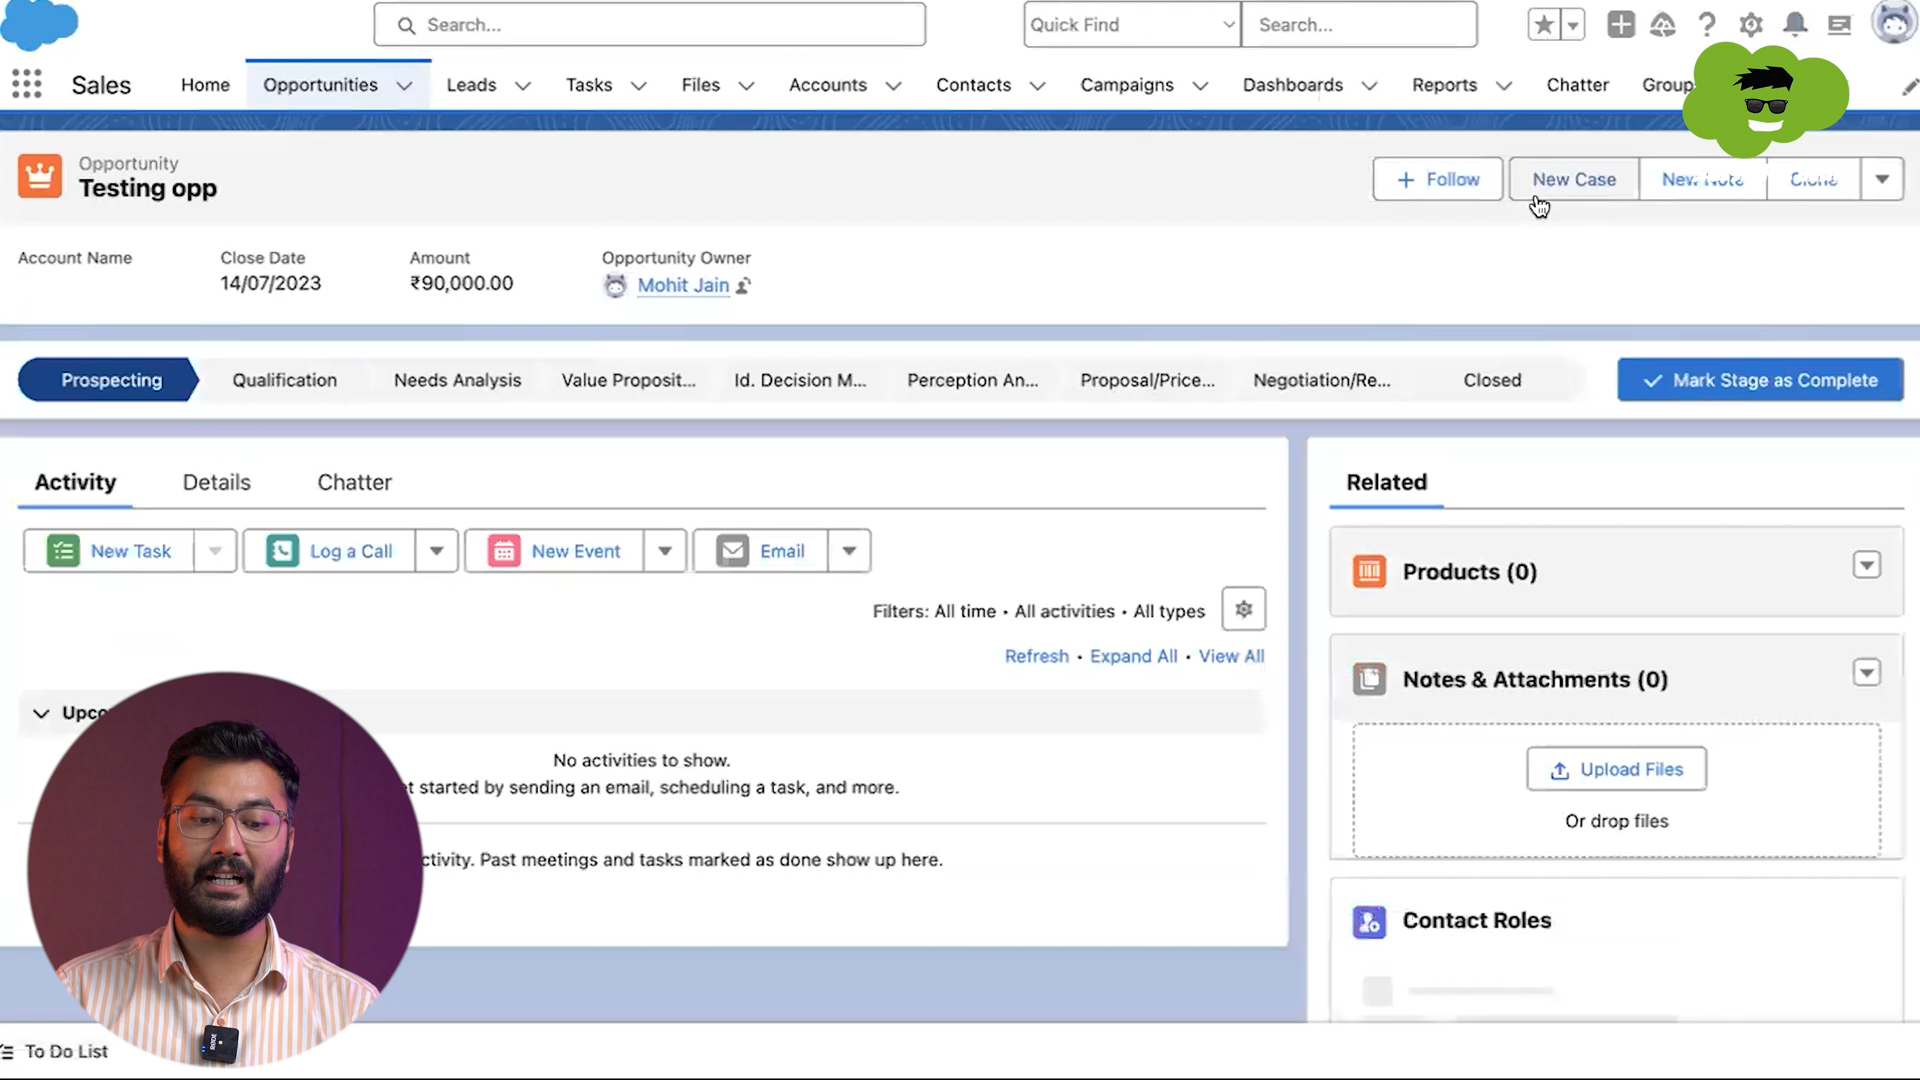 Search...
Quick Find
Search...
Sales
Home
Opportunities
Leads
Tasks
Files
Accounts
Contacts
Campaigns
Dashboards
Reports
Chatter
Group
Opportunity
Testing opp
Follow
New Case
New Note
Clone
Account Name
Close Date
14/07/2023
Amount
₹90,000.00
Opportunity Owner
Mohit Jain
Prospecting
Qualification
Needs Analysis
Value Proposit...
Id. Decision M...
Perception An...
Proposal/Price...
Negotiation/Re...
Closed
Mark Stage as Complete
Activity
Details
Chatter
New Task
Log a Call
New Event
Email
Filters: All time • All activities • All types
Refresh • Expand All • View All
Upco
No activities to show.
t started by sending an email, scheduling a task, and more.
ctivity. Past meetings and tasks marked as done show up here.
Related
Products (0)
Notes & Attachments (0)
Upload Files
Or drop files
Contact Roles
RØDE
To Do List